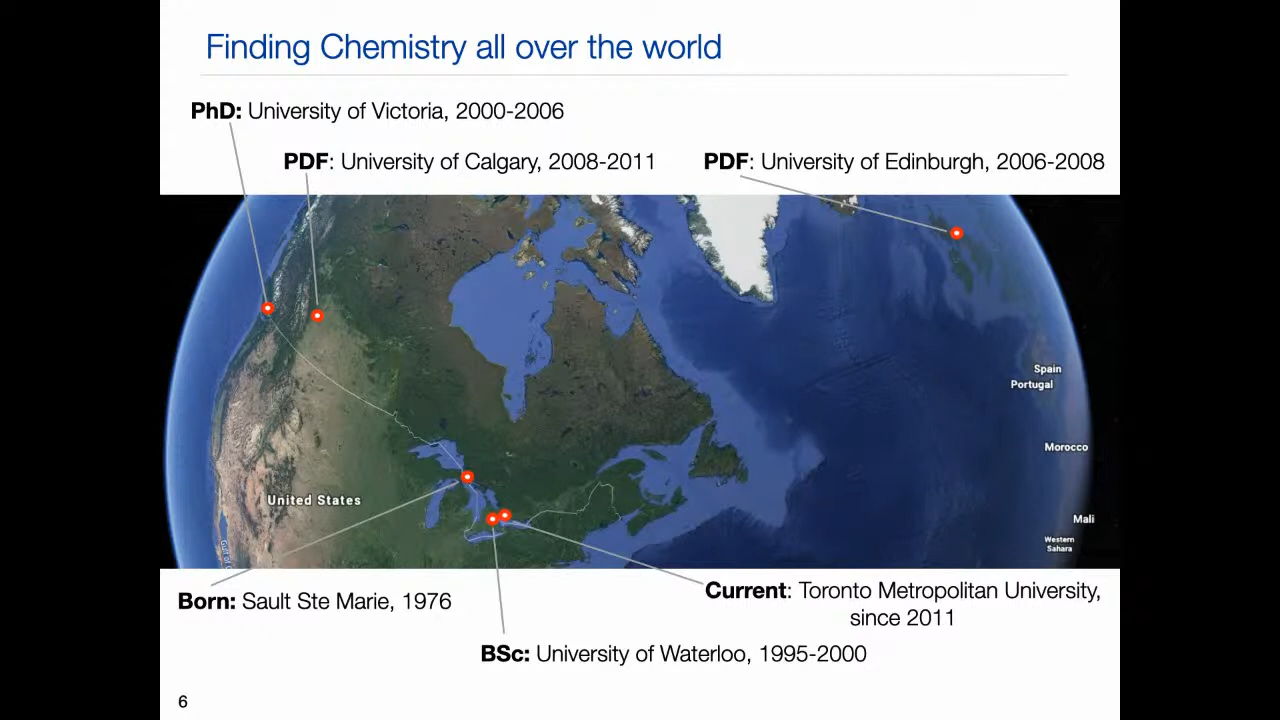 Finding Chemistry all over the world
PhD: University of Victoria, 2000-2006
PDF: University of Calgary, 2008-2011
PDF: University of Edinburgh, 2006-2008
Spain
Portugal
Morocco
United States
Mali
Western
Sahara
Born: Sault Ste Marie, 1976
Current: Toronto Metropolitan University,
since 2011
BSc: University of Waterloo, 1995-2000
6